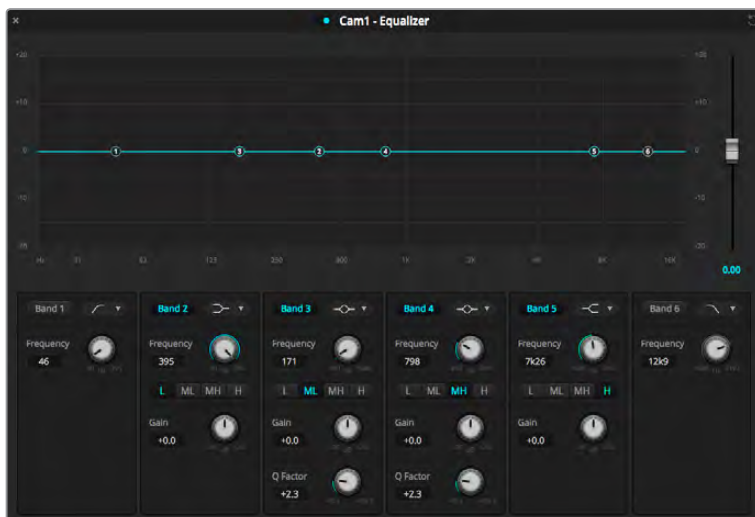 Cam1 - Equalizer
+20 +20
+10 +10
1 3 2 4 5 6
0 0
-10 -10
-20 -20
Hz 31 63 125 250 500 1K 2K 4K 8K 16K
0.00
Band 1 Band 2 Band 3 Band 4 Band 5 Band 6
Frequency Frequency Frequency Frequency Frequency Frequency
46 395 171 798 7k26 12k9
L ML MH H L ML MH H L ML MH H L ML MH H
Gain Gain Gain Gain
+0.0 +0.0 +0.0 +0.0
Q Factor Q Factor
+2.3 +2.3